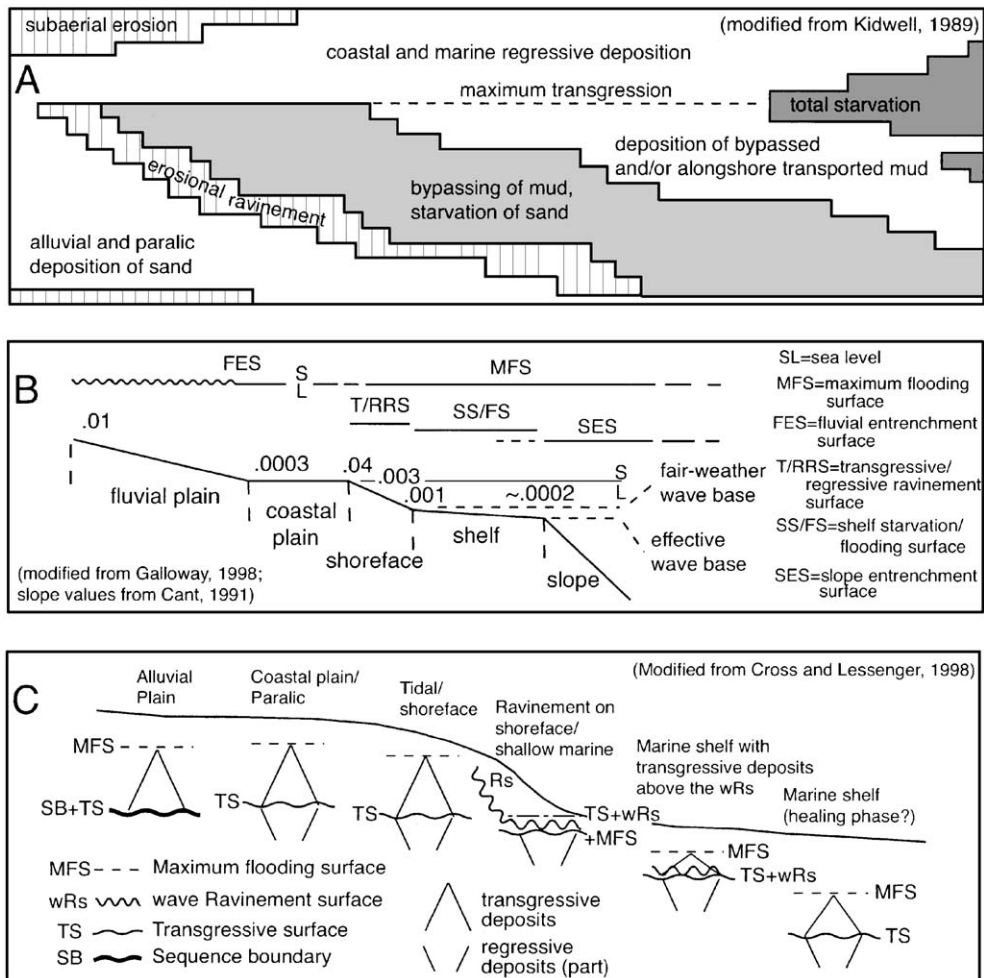 subaerial erosion
(modified from Kidwell, 1989)
coastal and marine regressive deposition
A
maximum transgression
total starvation
deposition of bypassed
and/or alongshore transported mud
erosional ravinement
bypassing of mud,
starvation of sand
alluvial and paralic
deposition of sand
B
FES
S
L
MFS
T/RRS
SS/FS
SES
.01
.0003
.04
.003
.001
~.0002
S
L
fluvial plain
coastal
plain
shoreface
shelf
slope
fair-weather
wave base
effective
wave base
(modified from Galloway, 1998;
slope values from Cant, 1991)
SL=sea level
MFS=maximum flooding
surface
FES=fluvial entrenchment
surface
T/RRS=transgressive/
regressive ravinement
surface
SS/FS=shelf starvation/
flooding surface
SES=slope entrenchment
surface
C
(Modified from Cross and Lessenger, 1998)
Alluvial
Plain
Coastal plain/
Paralic
Tidal/
shoreface
Ravinement on
shoreface/
shallow marine
Marine shelf with
transgressive deposits
above the wRs
Marine shelf
(healing phase?)
MFS
SB+TS
TS
TS
Rs
TS+wRs
+MFS
MFS
TS+wRs
MFS
TS
MFS Maximum flooding surface
wRs wave Ravinement surface
TS Transgressive surface
SB Sequence boundary
transgressive
deposits
regressive
deposits (part)